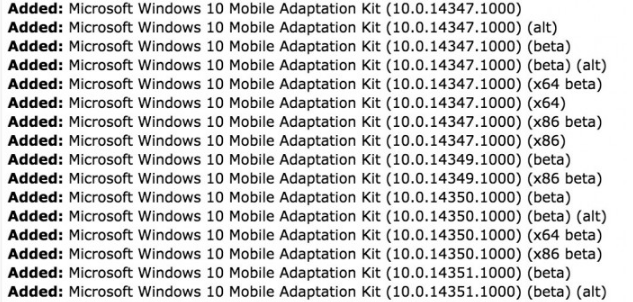 Added: Microsoft Windows 10 Mobile Adaptation Kit (10.0.14347.1000)
Added: Microsoft Windows 10 Mobile Adaptation Kit (10.0.14347.1000) (alt)
Added: Microsoft Windows 10 Mobile Adaptation Kit (10.0.14347.1000) (beta)
Added: Microsoft Windows 10 Mobile Adaptation Kit (10.0.14347.1000) (beta) (alt)
Added: Microsoft Windows 10 Mobile Adaptation Kit (10.0.14347.1000) (x64 beta)
Added: Microsoft Windows 10 Mobile Adaptation Kit (10.0.14347.1000) (x64)
Added: Microsoft Windows 10 Mobile Adaptation Kit (10.0.14347.1000) (x86 beta)
Added: Microsoft Windows 10 Mobile Adaptation Kit (10.0.14347.1000) (x86)
Added: Microsoft Windows 10 Mobile Adaptation Kit (10.0.14349.1000) (beta)
Added: Microsoft Windows 10 Mobile Adaptation Kit (10.0.14349.1000) (x86 beta)
Added: Microsoft Windows 10 Mobile Adaptation Kit (10.0.14350.1000) (beta)
Added: Microsoft Windows 10 Mobile Adaptation Kit (10.0.14350.1000) (beta) (alt)
Added: Microsoft Windows 10 Mobile Adaptation Kit (10.0.14350.1000) (x64 beta)
Added: Microsoft Windows 10 Mobile Adaptation Kit (10.0.14350.1000) (x86 beta)
Added: Microsoft Windows 10 Mobile Adaptation Kit (10.0.14351.1000) (beta)
Added: Microsoft Windows 10 Mobile Adaptation Kit (10.0.14351.1000) (beta) (alt)